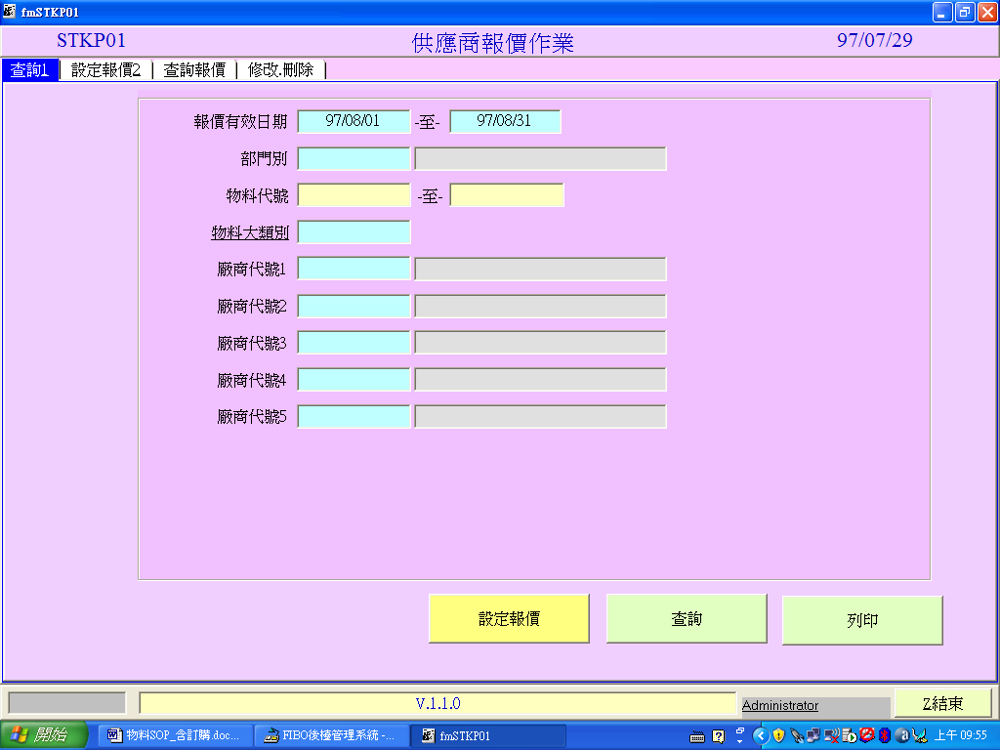 fmSTKP01
STKP01 供應商報價作業 97/07/29
查詢1 設定報價2 查詢報價 修改.刪除
報價有效日期 97/08/01 -至- 97/08/31
部門別
物料代號 -至-
物料大類別
廠商代號1
廠商代號2
廠商代號3
廠商代號4
廠商代號5
設定報價 查詢 列印
V.1.1.0 Administrator Z結束
開始 物料SOP_含訂購.doc... FIBO後檯管理系統 -... fmSTKP01 上午 09:55